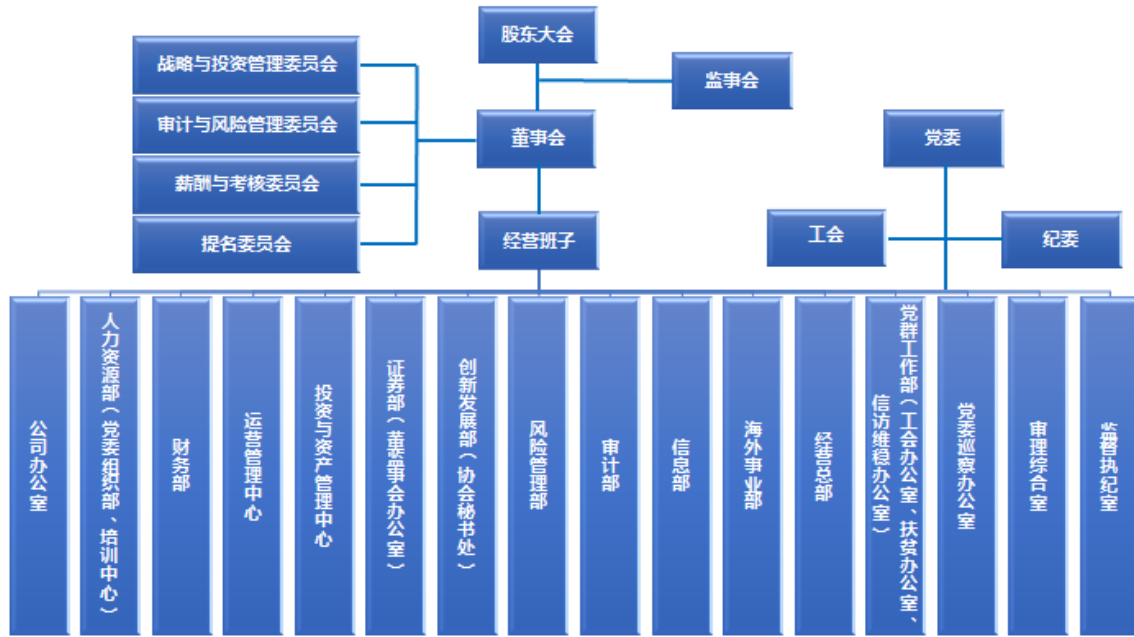 股东大会
战略与投资管理委员会
监事会
审计与风险管理委员会
董事会
党委
薪酬与考核委员会
提名委员会
经营班子
工会
纪委
公司办公室
人力资源部（党委组织部、培训中心）
财务部
运营管理中心
投资与资产管理中心
证券部（董监事会办公室）
创新发展部（协会秘书处）
风险管理部
审计部
信息部
海外事业部
经营总部
党群工作部（工会办公室、扶贫办公室、
信访维稳办公室）
党委巡察办公室
审理综合室
监督执纪室